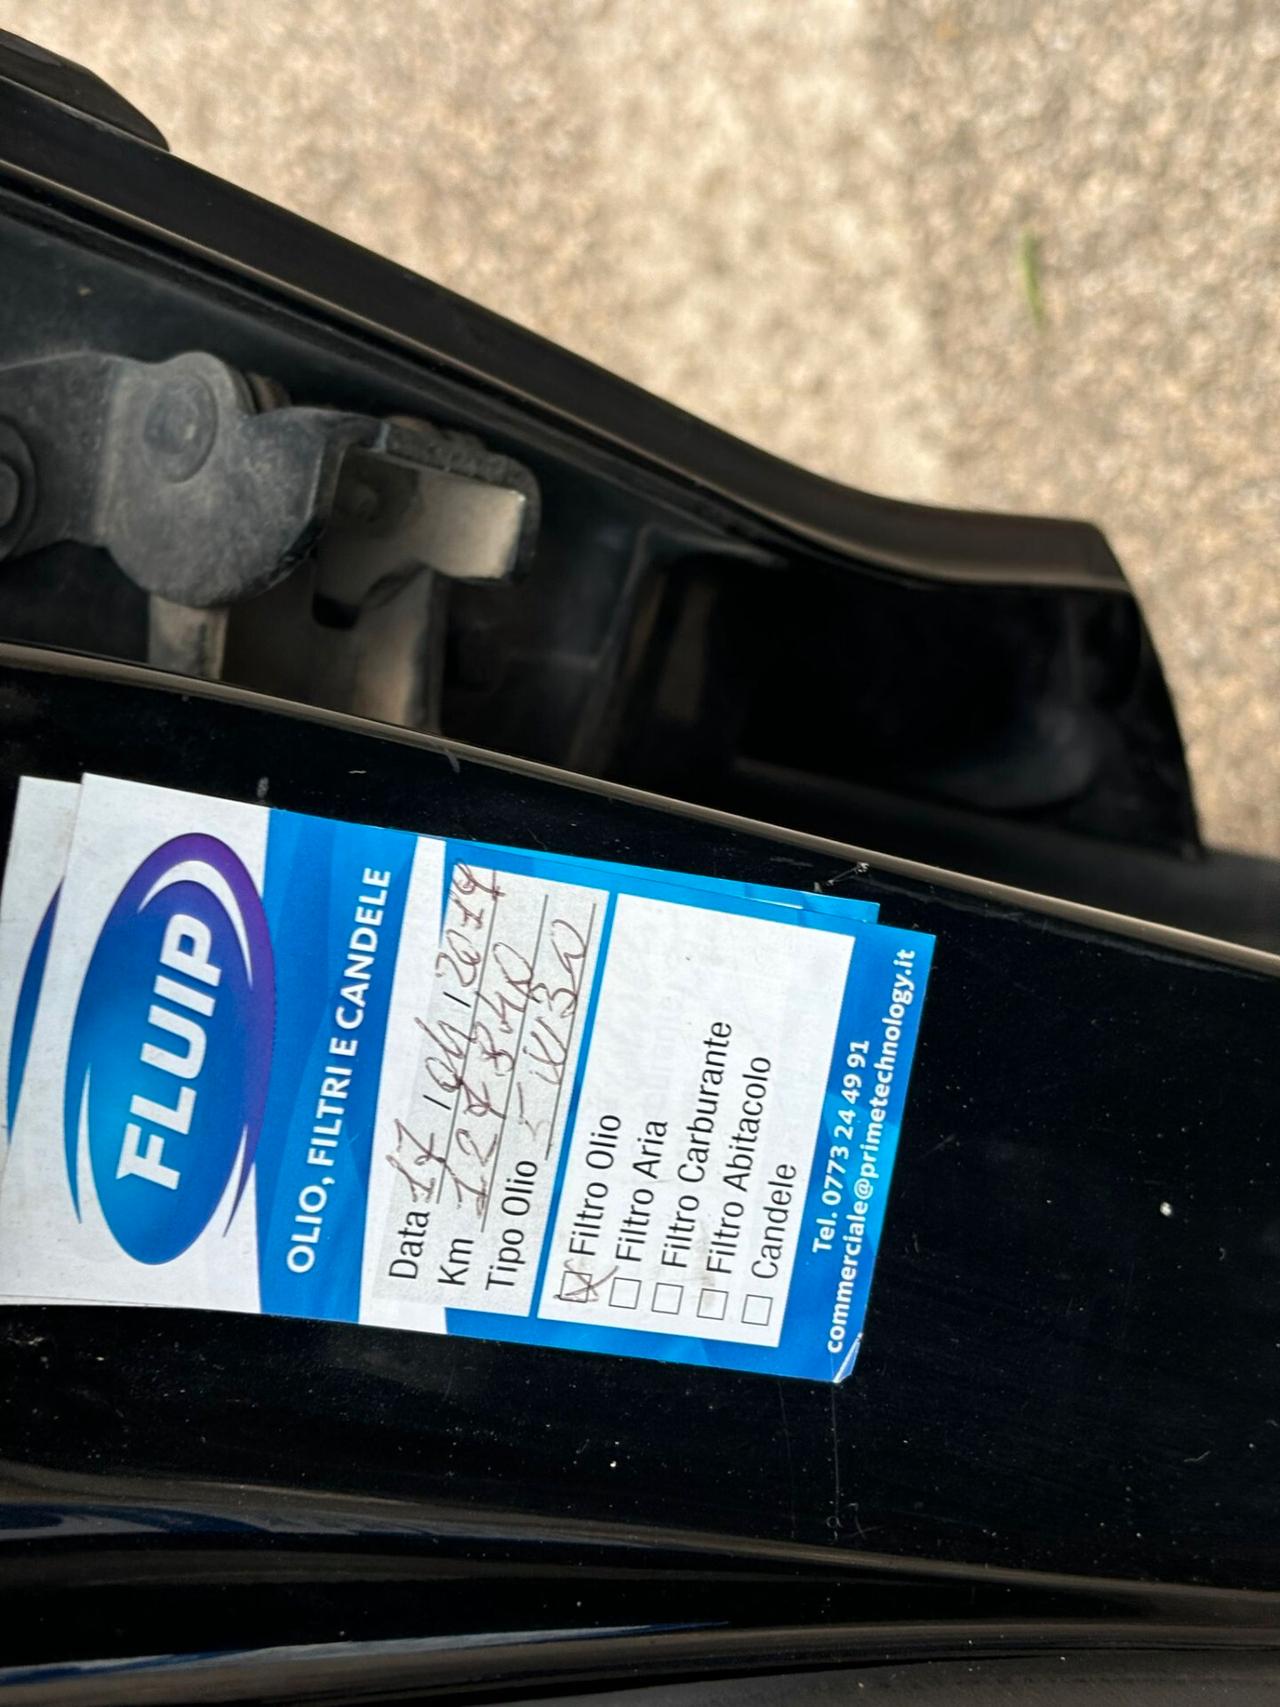 FLUIP
OLIO, FILTRI E CANDELE
Data 17/04/2019
Km 127840
Tipo Olio 5W30
Filtro Olio
Filtro Aria
Filtro Carburante
Filtro Abitacolo
Candele
Tel. 0773 24 49 91
commerciale@primetechnology.it